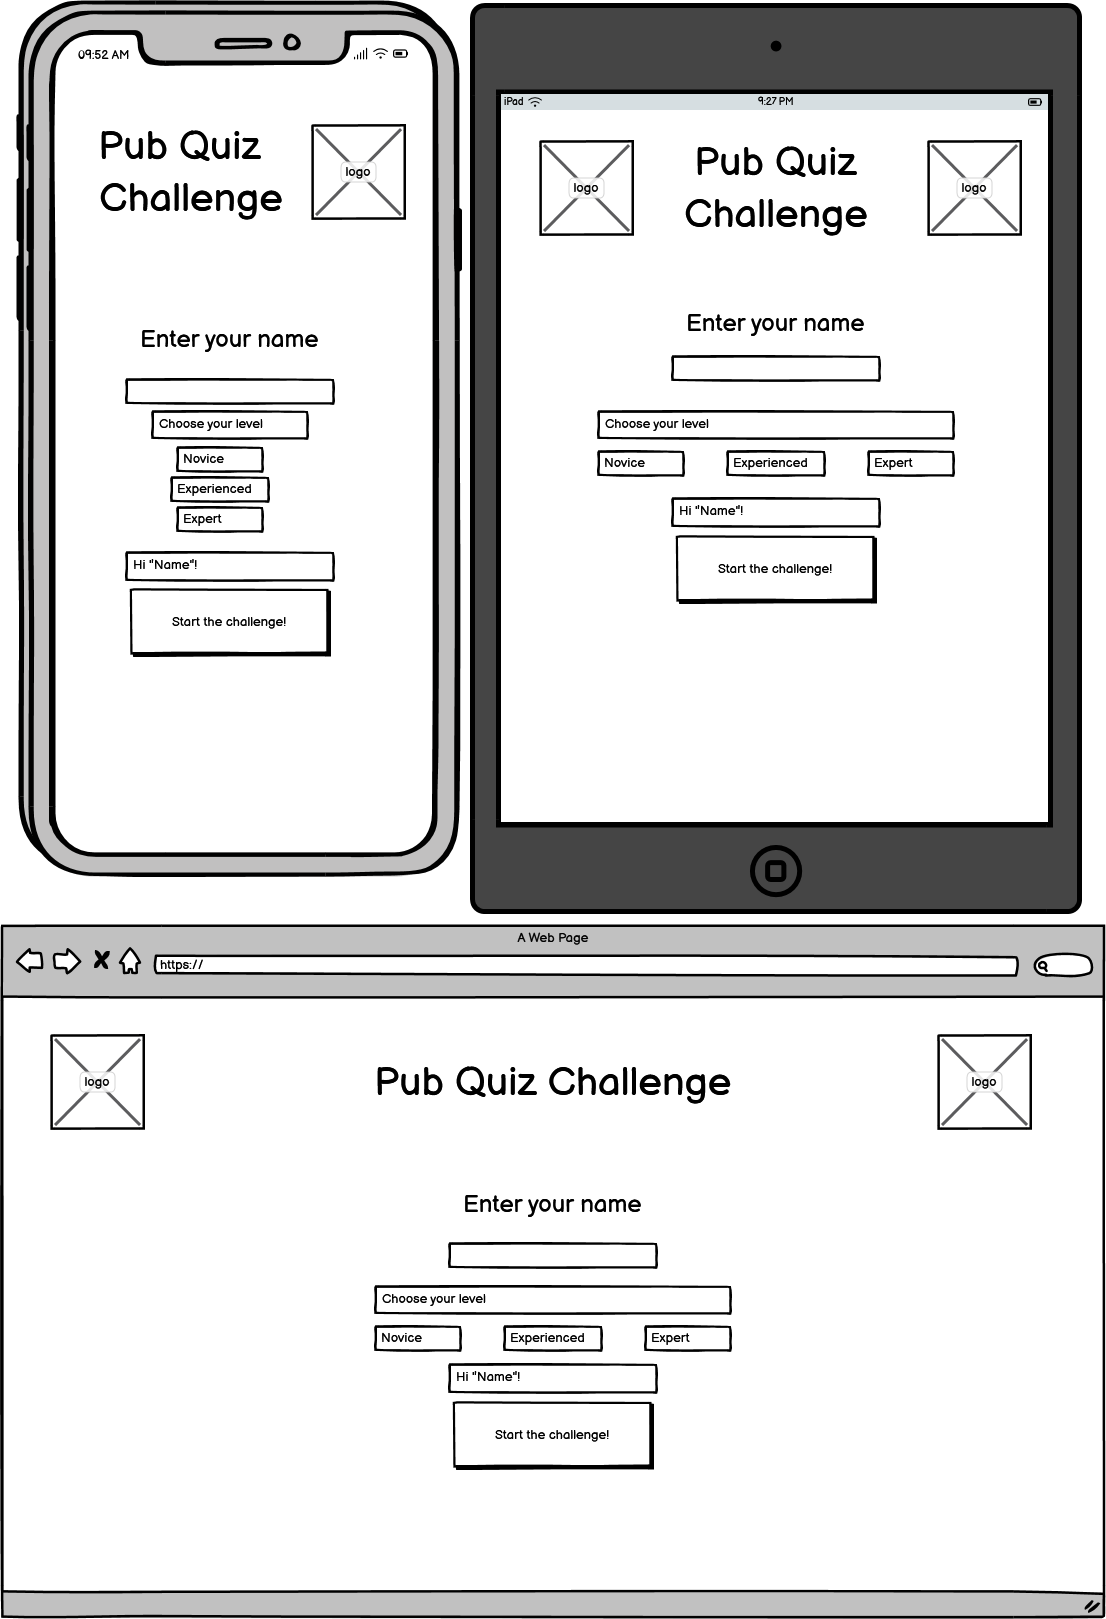 09:52 AM
Pub Quiz
Challenge
logo
Enter your name
Choose your level
Novice
Experienced
Expert
Hi "Name"!
Start the challenge!
iPad
9:27 PM
logo
Pub Quiz
Challenge
logo
Enter your name
Choose your level
Novice
Experienced
Expert
Hi "Name"!
Start the challenge!
A Web Page
https://
logo
Pub Quiz Challenge
logo
Enter your name
Choose your level
Novice
Experienced
Expert
Hi "Name"!
Start the challenge!